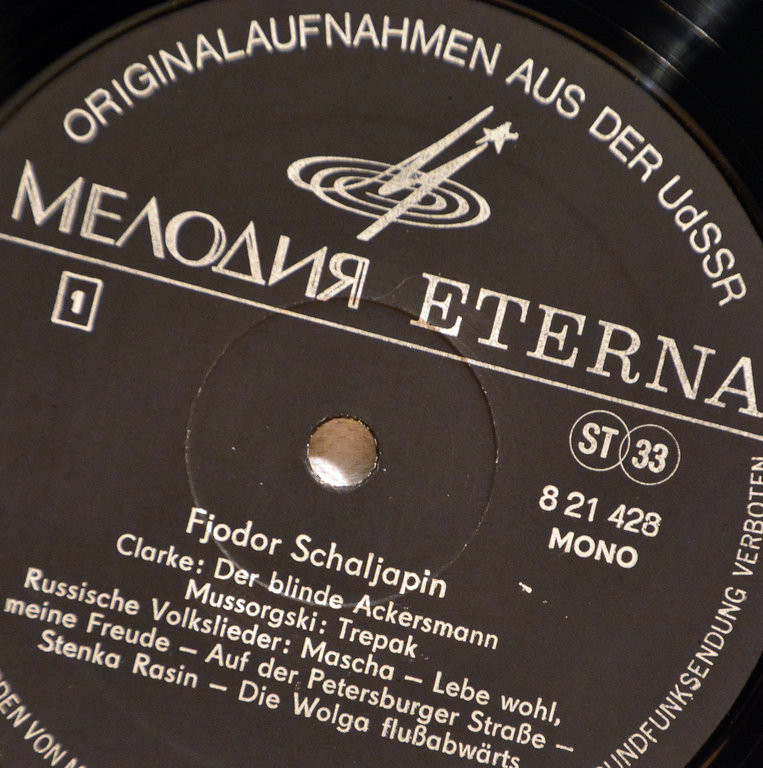 ORIGINALAUFNAHMEN AUS DER UdSSR
МЕЛОДИЯ ETERNA
1
ST 33
8 21 428
MONO
Fjodor Schaljapin
Clarke: Der blinde Ackersmann
Mussorgski: Trepak
Russische Volkslieder: Mascha – Lebe wohl,
meine Freude – Auf der Petersburger Straße –
Stenka Rasin – Die Wolga flußabwärts
VON
VERBOTEN